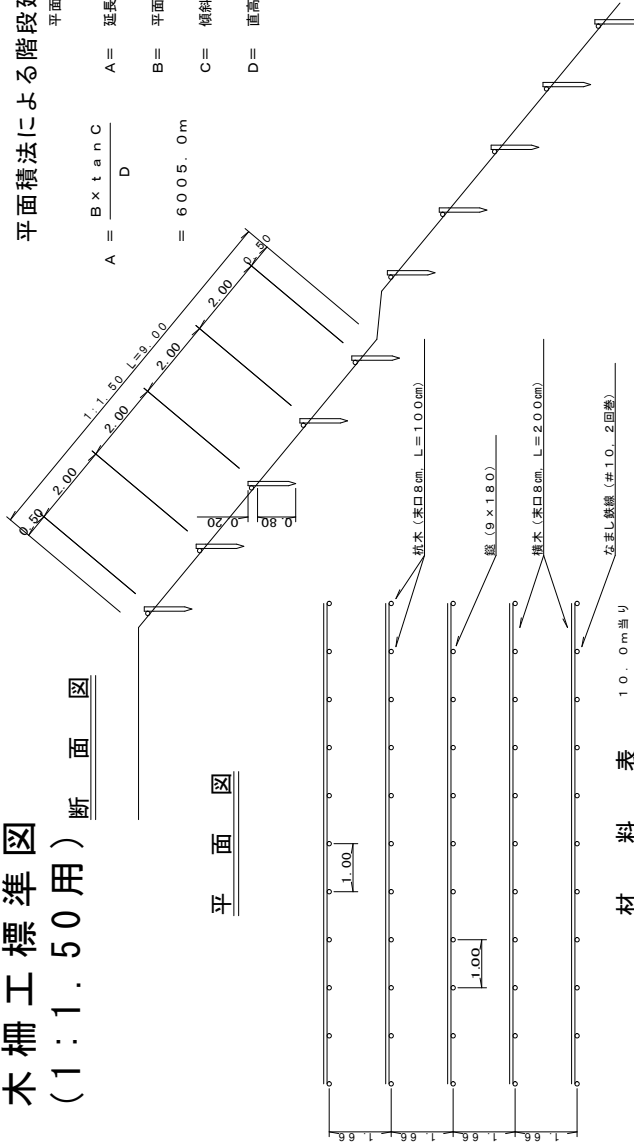 木柵工標準図
(1:1.50用)
断面図
1:1.50 L=9.00
0.50
2.00
2.00
2.00
2.00
0.50
0.20
0.80
平面積法による階段延
平面
A = B×tanC
D
= 6005.0m
A= 延長
B= 平面
C= 傾斜
D= 直高
平面図
1.00
1.00
1.66
1.66
1.66
1.66
杭木(末口8cm, L=100cm)
鎹(9×180)
横木(末口8cm, L=200cm)
なまし鉄線(#10, 2回巻)
材料表
10.0m当り